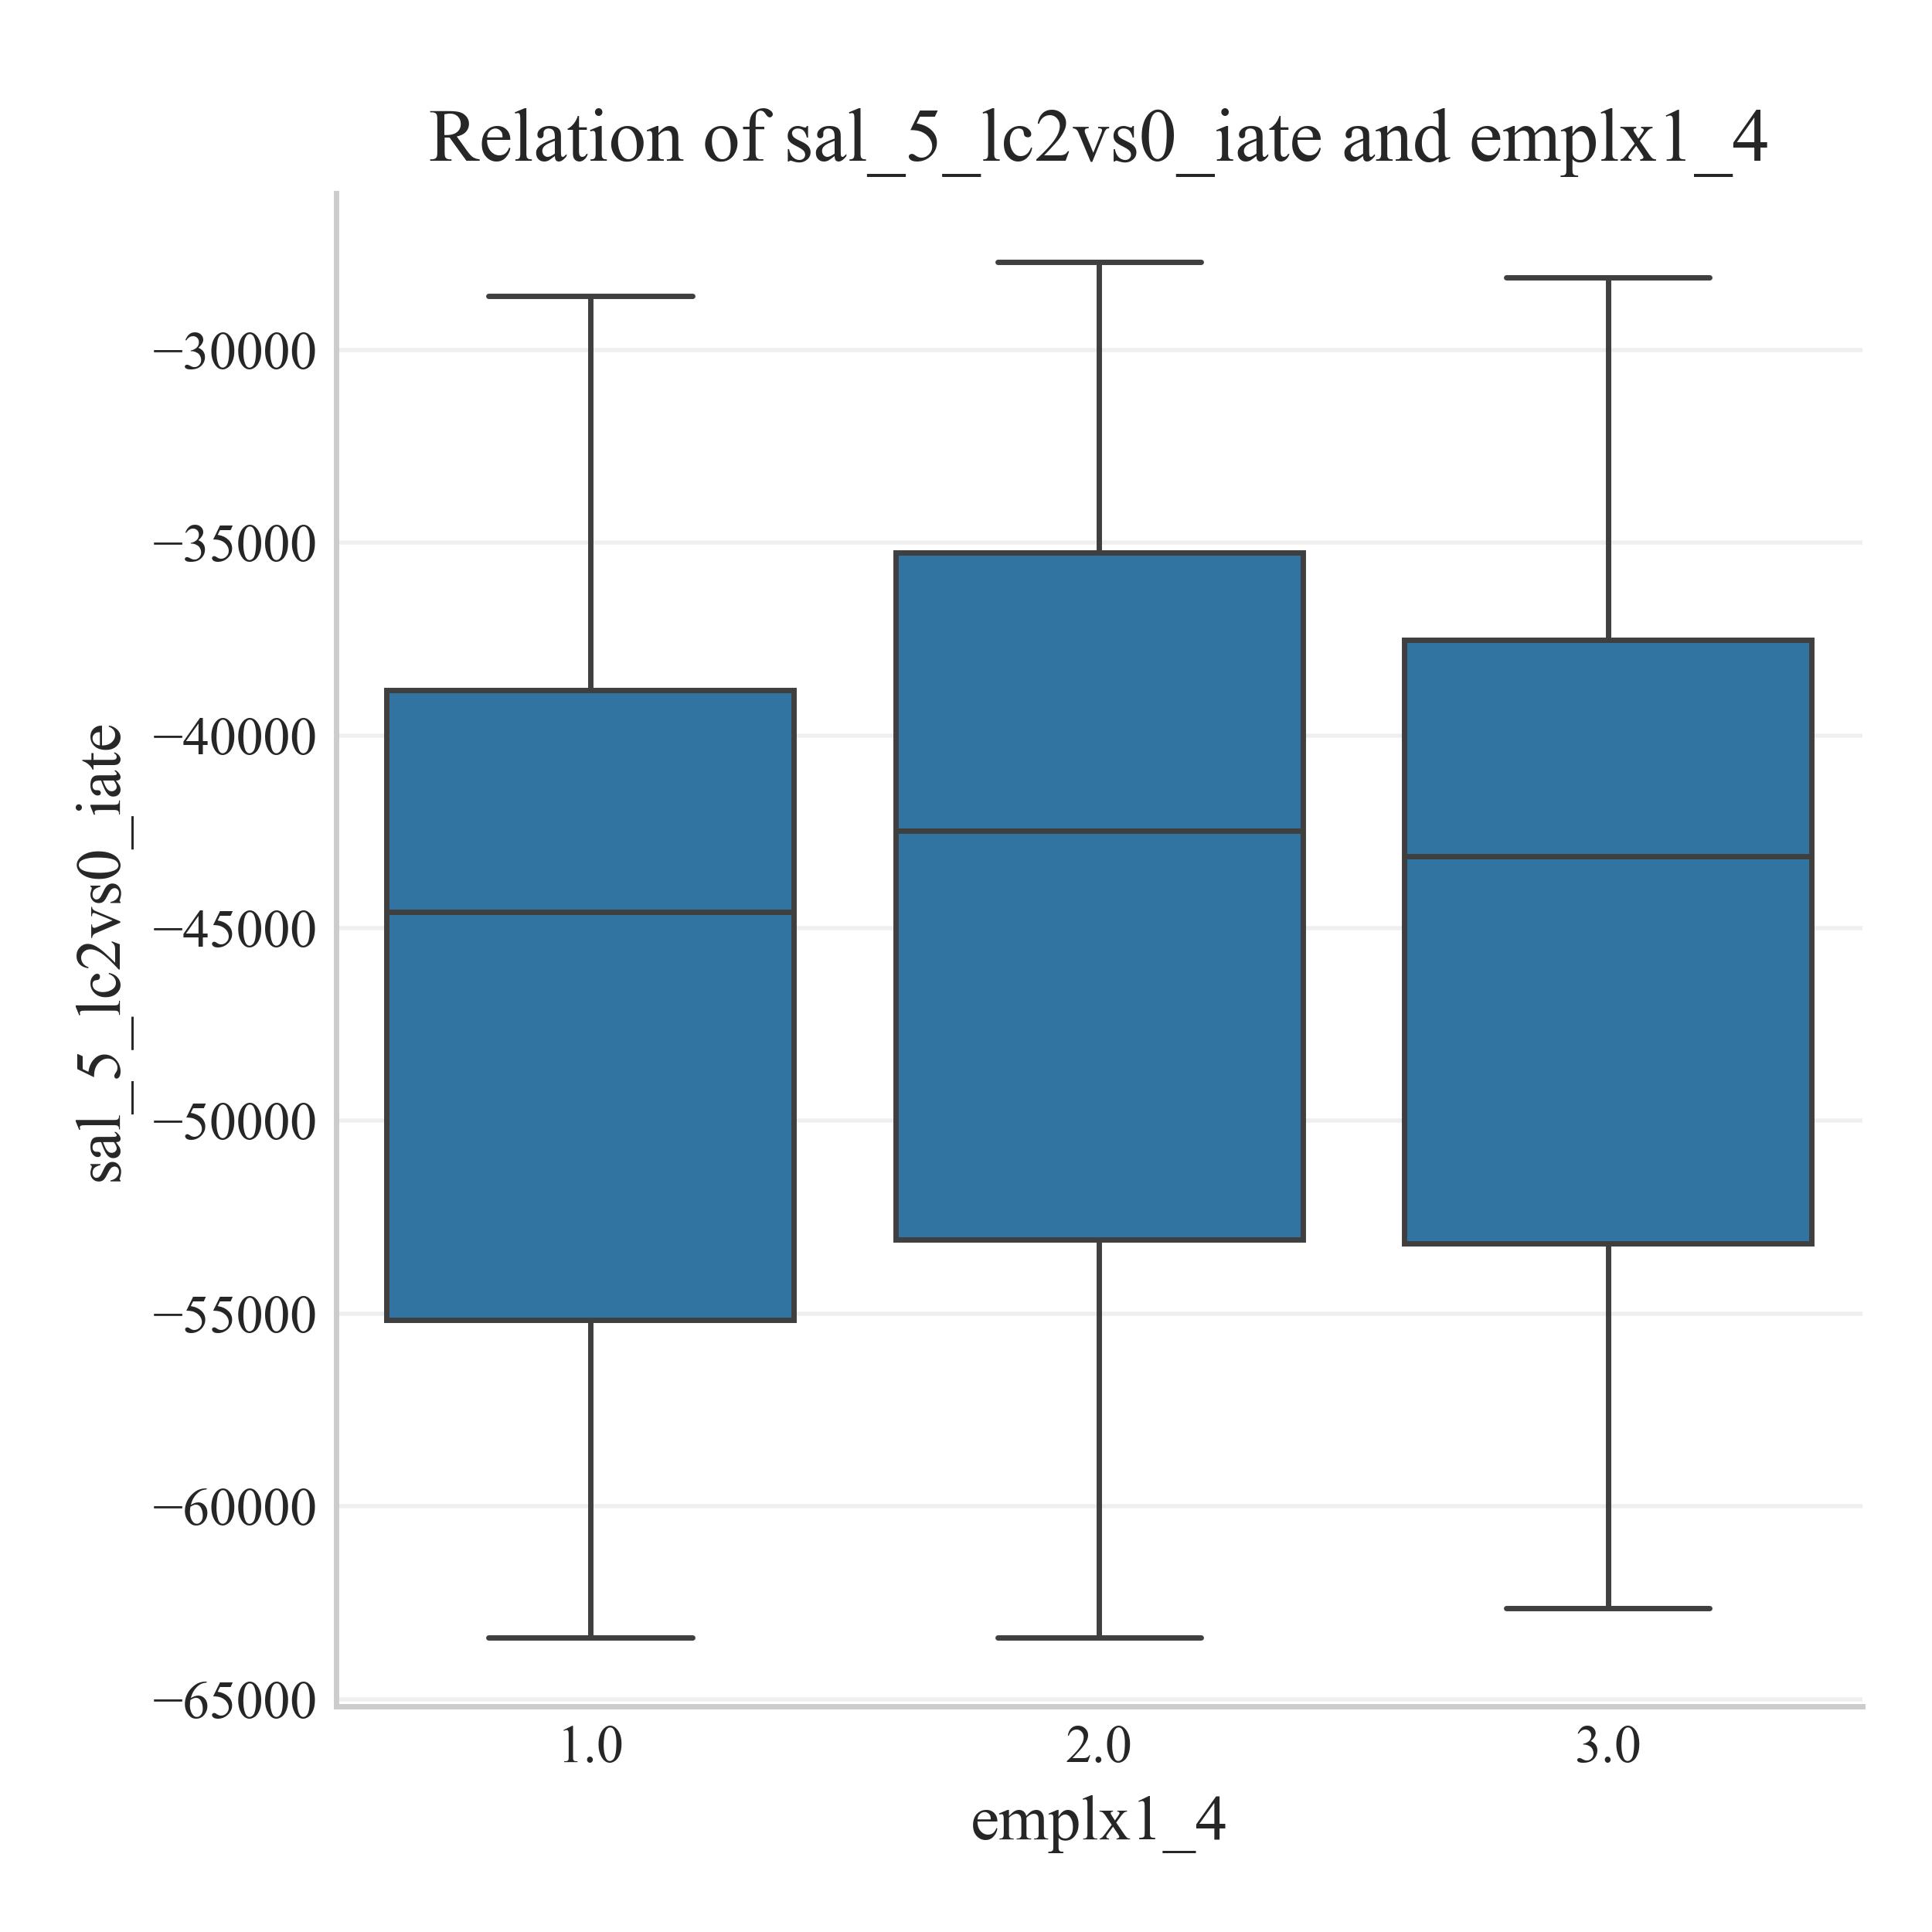 Relation of sal_5_lc2vs0_iate and emplx1_4
sal_5_lc2vs0_iate
−30000
−35000
−40000
−45000
−50000
−55000
−60000
−65000
1.0 2.0 3.0
emplx1_4